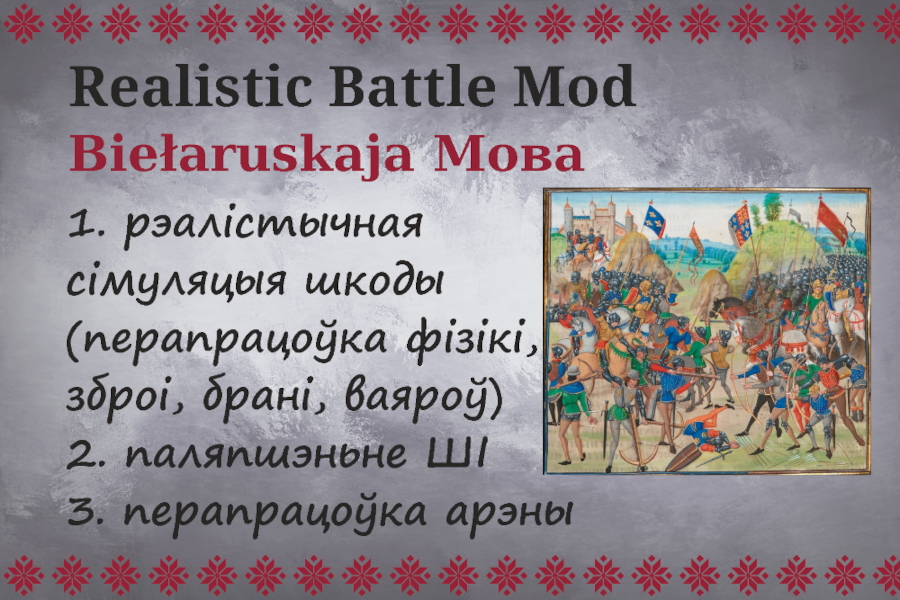 Realistic Battle Mod
Biełaruskaja Мова
1. рэалістычная
сімуляцыя шкоды
(перапрацоўка фізікі,
зброі, брані, ваяроў)
2. паляпшэньне ШІ
3. перапрацоўка арэны